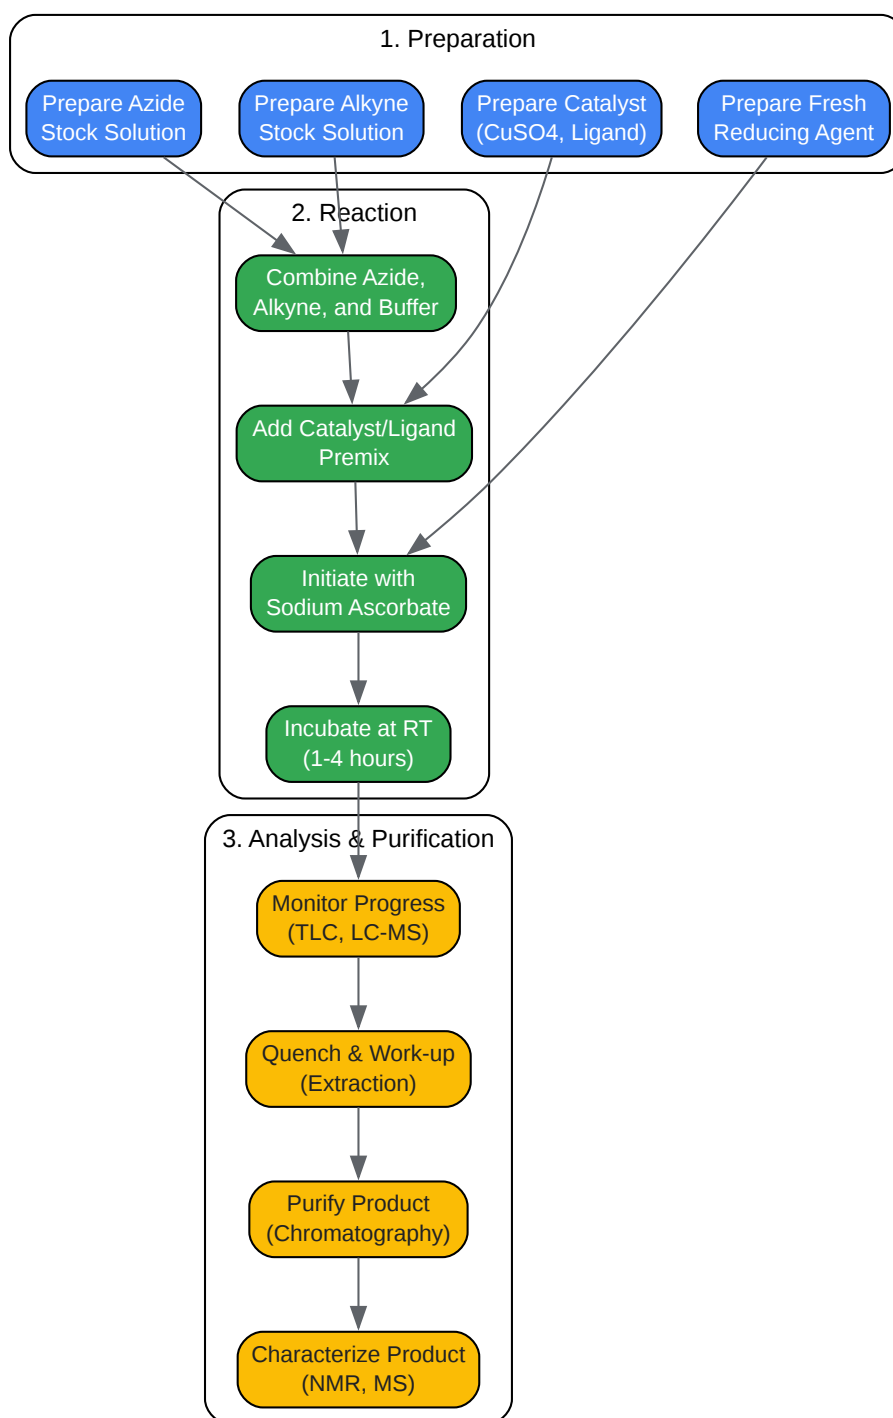 1. Preparation
Prepare Azide
Stock Solution
Prepare Alkyne
Stock Solution
Prepare Catalyst
(CuSO4, Ligand)
Prepare Fresh
Reducing Agent
2. Reaction
Combine Azide,
Alkyne, and Buffer
Add Catalyst/Ligand
Premix
Initiate with
Sodium Ascorbate
Incubate at RT
(1-4 hours)
3. Analysis & Purification
Monitor Progress
(TLC, LC-MS)
Quench & Work-up
(Extraction)
Purify Product
(Chromatography)
Characterize Product
(NMR, MS)